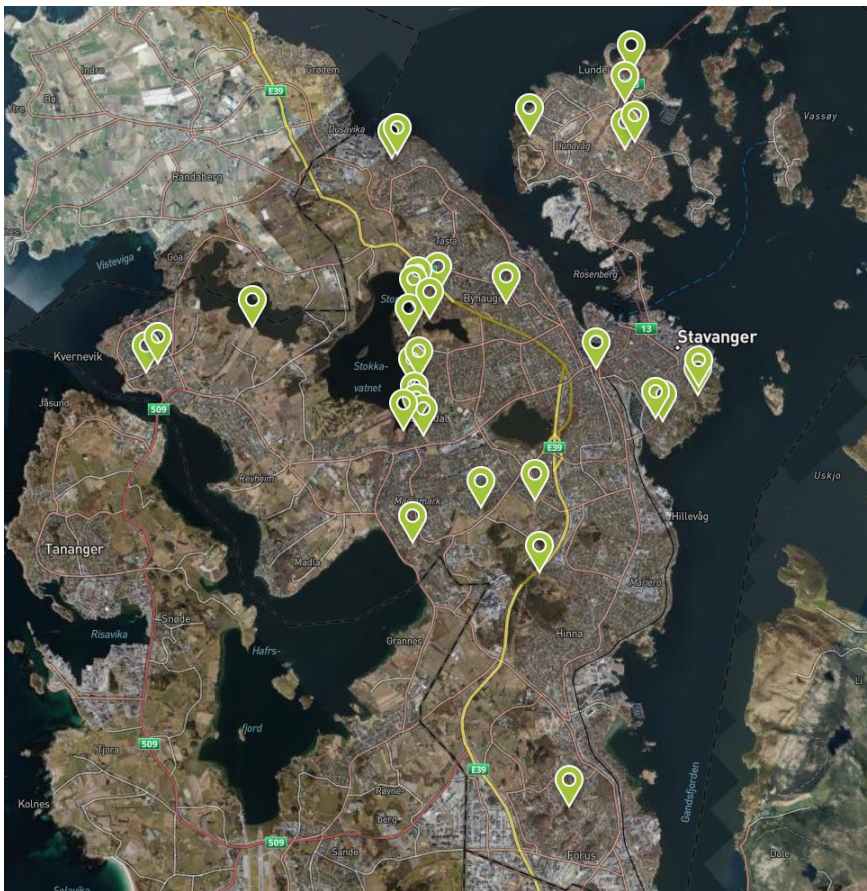 Indre
Grødem
Lunde
E39
Bø
Vassøy
Dusavika
Hundvåg
Randaberg
Tasta
Visteviga
Goa
Rosenberg
Byhaugen
13
Stavanger
Kvernevik
Stokka-
vatnet
Jåsund
509
E39
Revheim
Uskjo
Hillevåg
Tananger
Madla
Snøde
Risavika
Hafrs-
Grannes
Hinna
fjord
Tjora
509
E39
Gandsfjorden
Kolnes
Røyne-
berg
509
Sande
Forus
Dale